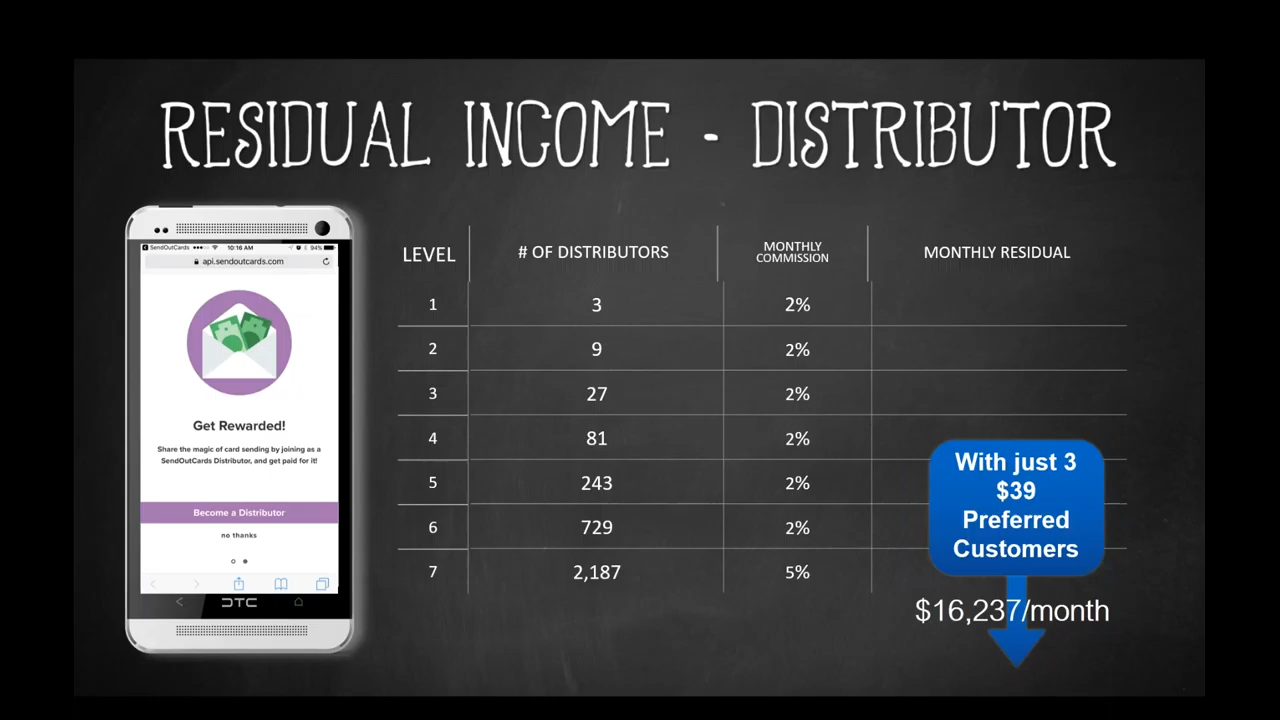 RESIDUAL INCOME - DISTRIBUTOR
SendOutCards 10:16 AM 94%
api.sendoutcards.com
Get Rewarded!
Share the magic of card sending by joining as a
SendOutCards Distributor, and get paid for it!
Become a Distributor
no thanks
DTC
LEVEL # OF DISTRIBUTORS MONTHLY COMMISSION MONTHLY RESIDUAL
1 3 2%
2 9 2%
3 27 2%
4 81 2%
5 243 2%
6 729 2%
7 2,187 5%
With just 3
$39
Preferred
Customers
$16,237/month